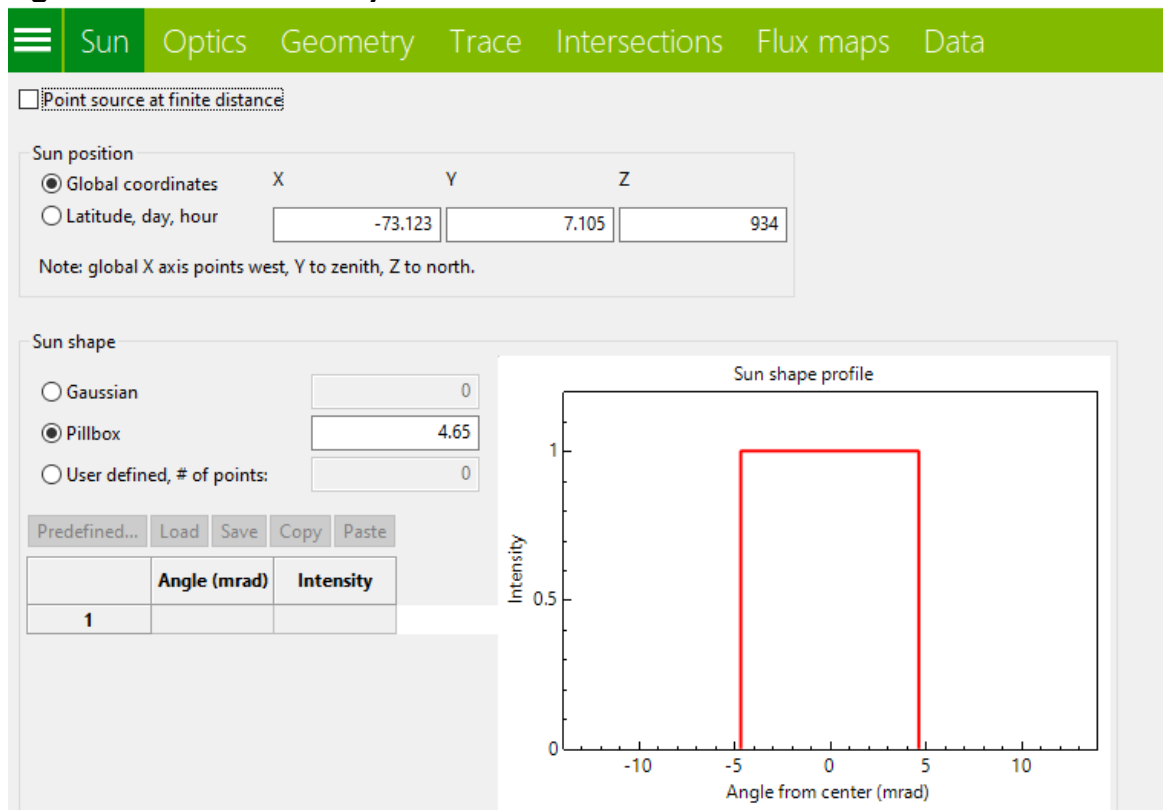 Sun Optics Geometry Trace Intersections Flux maps Data
Point source at finite distance
Sun position
Global coordinates X Y Z
Latitude, day, hour -73.123 7.105 934
Note: global X axis points west, Y to zenith, Z to north.
Sun shape
Gaussian 0
Pillbox 4.65
User defined, # of points: 0
Predefined... Load Save Copy Paste
Angle (mrad) Intensity
1
Sun shape profile
1
0.5
0
Intensity
-10 -5 0 5 10
Angle from center (mrad)